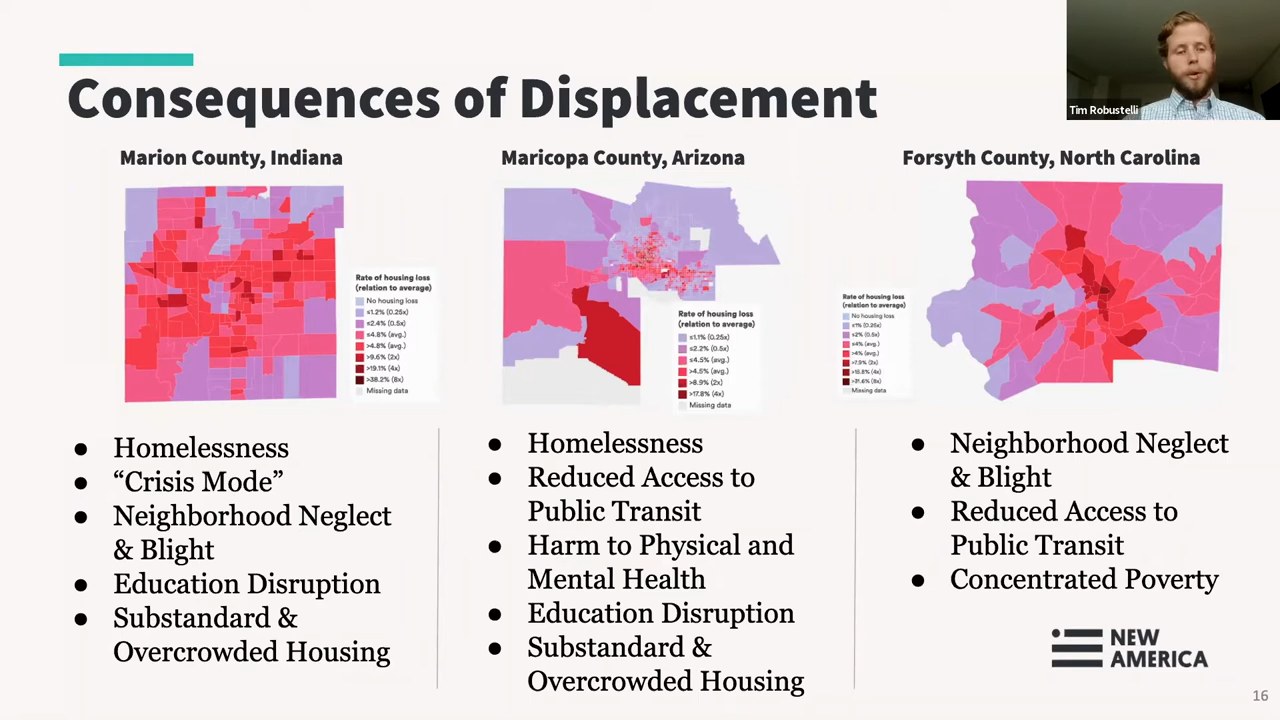 Consequences of Displacement
Tim Robustelli
Marion County, Indiana
Rate of housing loss
(relation to average)
No housing loss
≤1.2% (0.25x)
≤2.4% (0.5x)
≤4.8% (avg.)
>4.8% (avg.)
>9.6% (2x)
>19.1% (4x)
>38.2% (8x)
Missing data
● Homelessness
● “Crisis Mode”
● Neighborhood Neglect
& Blight
● Education Disruption
● Substandard &
Overcrowded Housing
Maricopa County, Arizona
Rate of housing loss
(relation to average)
≤1.1% (0.25x)
≤2.2% (0.5x)
≤4.5% (avg.)
>4.5% (avg.)
>8.9% (2x)
>17.8% (4x)
Missing data
● Homelessness
● Reduced Access to
Public Transit
● Harm to Physical and
Mental Health
● Education Disruption
● Substandard &
Overcrowded Housing
Forsyth County, North Carolina
Rate of housing loss
(relation to average)
No housing loss
≤1% (0.25x)
≤2% (0.5x)
≤4% (avg.)
>4% (avg.)
>7.9% (2x)
>15.8% (4x)
>31.6% (8x)
Missing data
● Neighborhood Neglect
& Blight
● Reduced Access to
Public Transit
● Concentrated Poverty
NEW
AMERICA
16